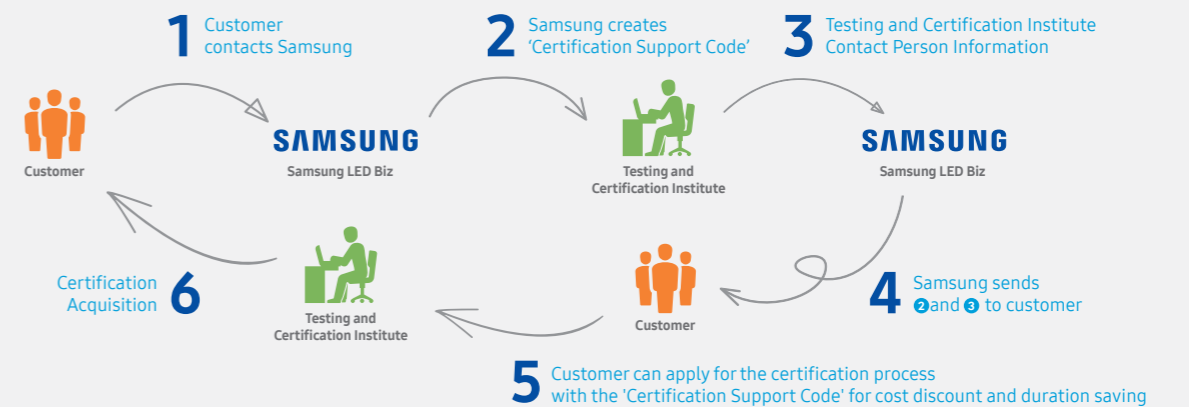 1 Customer
contacts Samsung
2 Samsung creates
'Certification Support Code'
3 Testing and Certification Institute
Contact Person Information
Customer
SAMSUNG
Samsung LED Biz
Testing and
Certification Institute
SAMSUNG
Samsung LED Biz
4 Samsung sends
2 and 3 to customer
Customer
5 Customer can apply for the certification process
with the 'Certification Support Code' for cost discount and duration saving
Testing and
Certification Institute
Certification
Acquisition 6